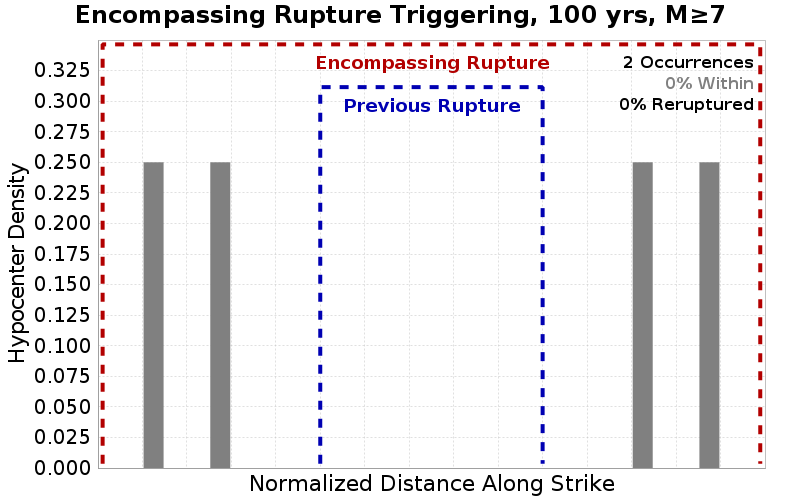 Encompassing Rupture Triggering, 100 yrs, M≥7
Encompassing Rupture
2 Occurrences
0% Within
0% Reruptured
Previous Rupture
Hypocenter Density
0.325
0.300
0.275
0.250
0.225
0.200
0.175
0.150
0.125
0.100
0.075
0.050
0.025
0.000
Normalized Distance Along Strike